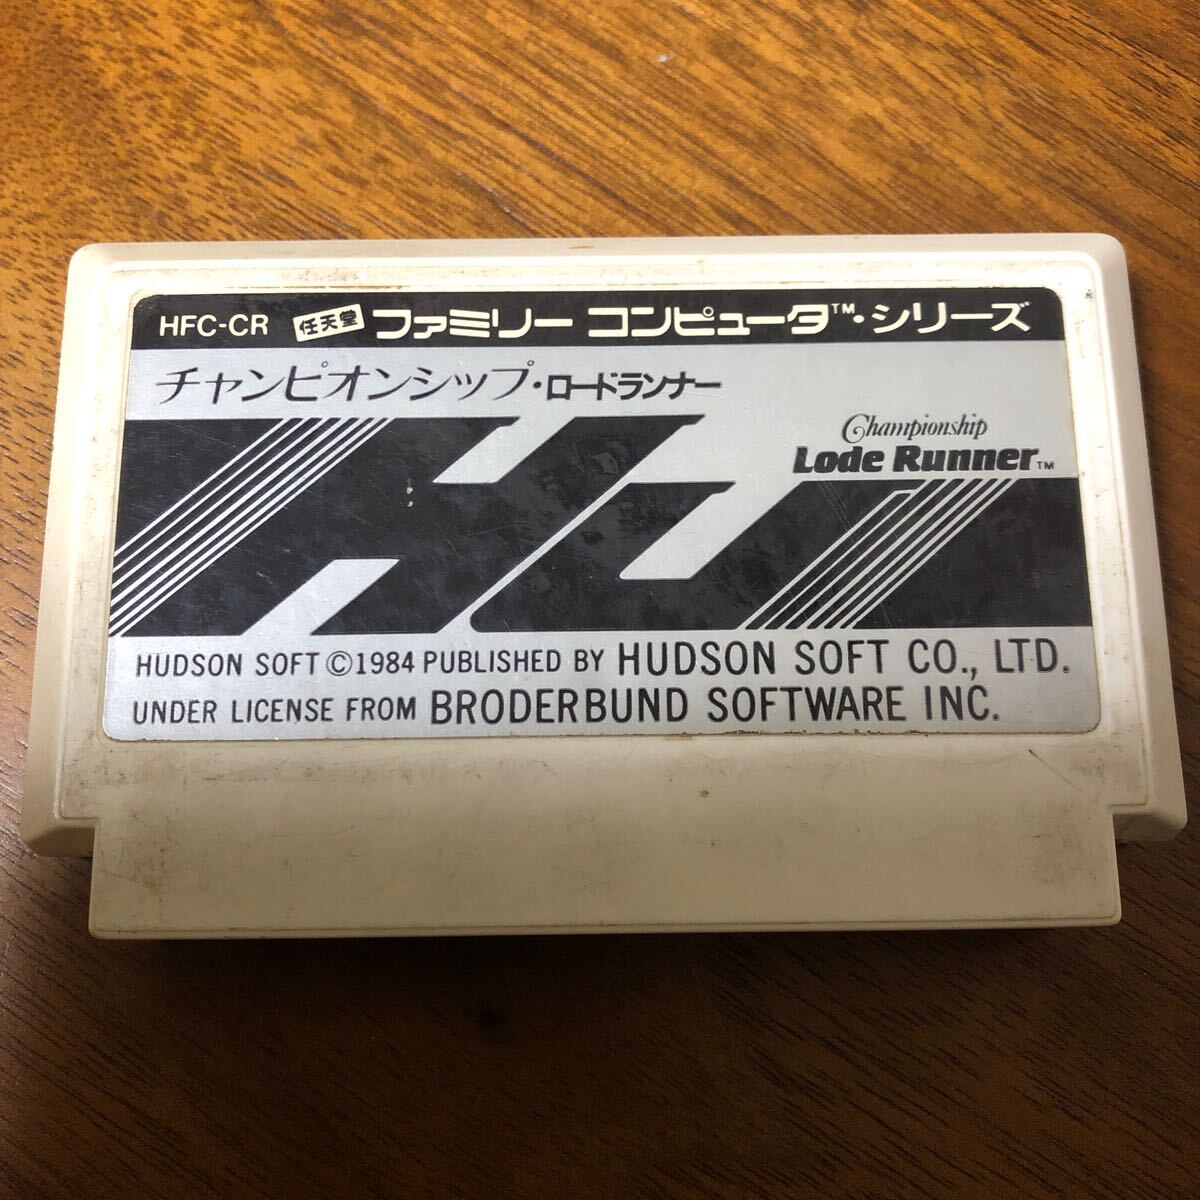 HFC-CR 任天堂 ファミリー コンピュータ™・シリーズ
チャンピオンシップ・ロードランナー
Championship
Lode Runner™
HUDSON SOFT ©1984 PUBLISHED BY HUDSON SOFT CO., LTD.
UNDER LICENSE FROM BRODERBUND SOFTWARE INC.